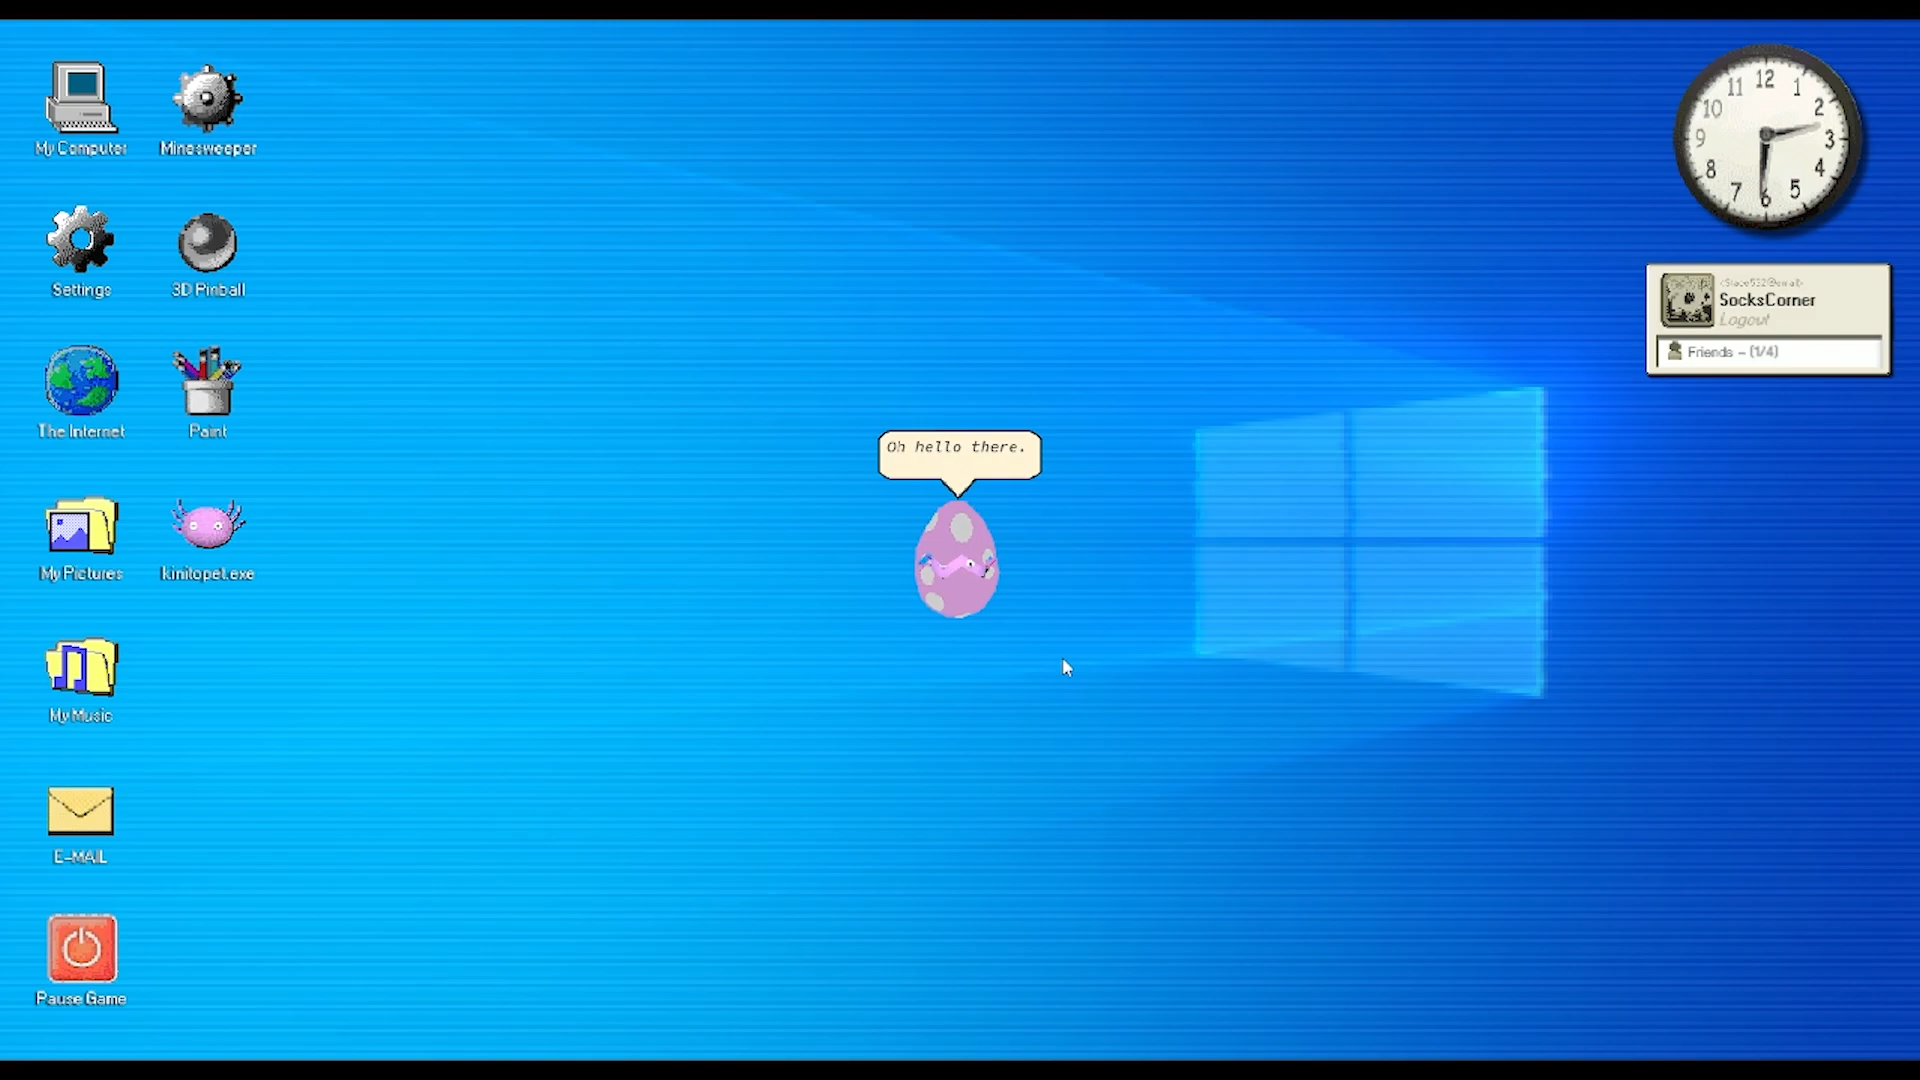 My Computer
Minesweeper
Settings
3D Pinball
The Internet
Paint
My Pictures
kinitopet.exe
My Music
E-MAIL
Pause Game
Oh hello there.
12
1
2
3
4
5
6
7
8
9
10
11
SocksCorner
Logout
Friends - (1/4)